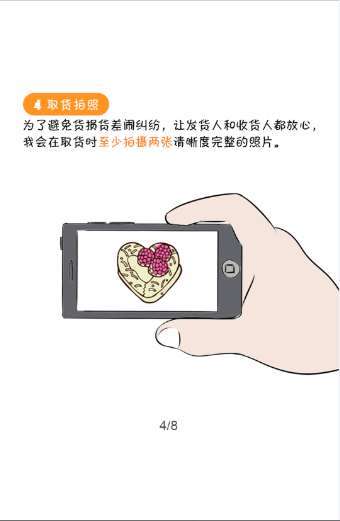 4 取货拍照
为了避免货损货差闹纠纷，让发货人和收货人都放心，
我会在取货时至少拍摄两张清晰度完整的照片。
4/8